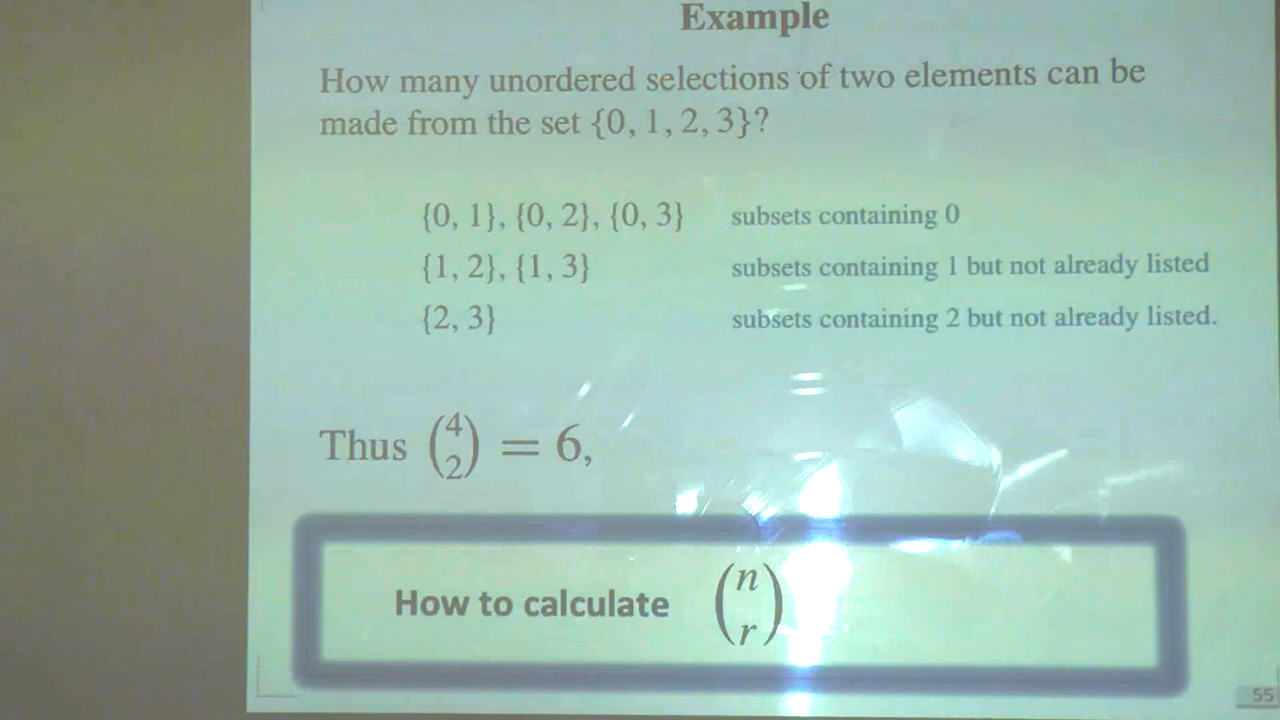 Example
How many unordered selections of two elements can be
made from the set {0, 1, 2, 3}?
{0, 1}, {0, 2}, {0, 3} subsets containing 0
{1, 2}, {1, 3} subsets containing 1 but not already listed
{2, 3} subsets containing 2 but not already listed.
Thus (4 2) = 6,
How to calculate (n r)
55